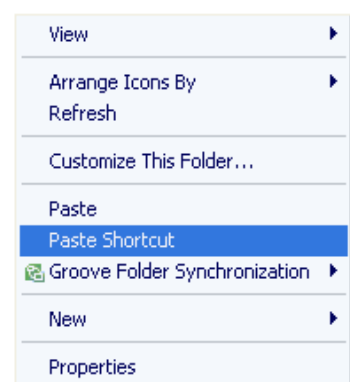 View
Arrange Icons By
Refresh
Customize This Folder...
Paste
Paste Shortcut
Groove Folder Synchronization
New
Properties